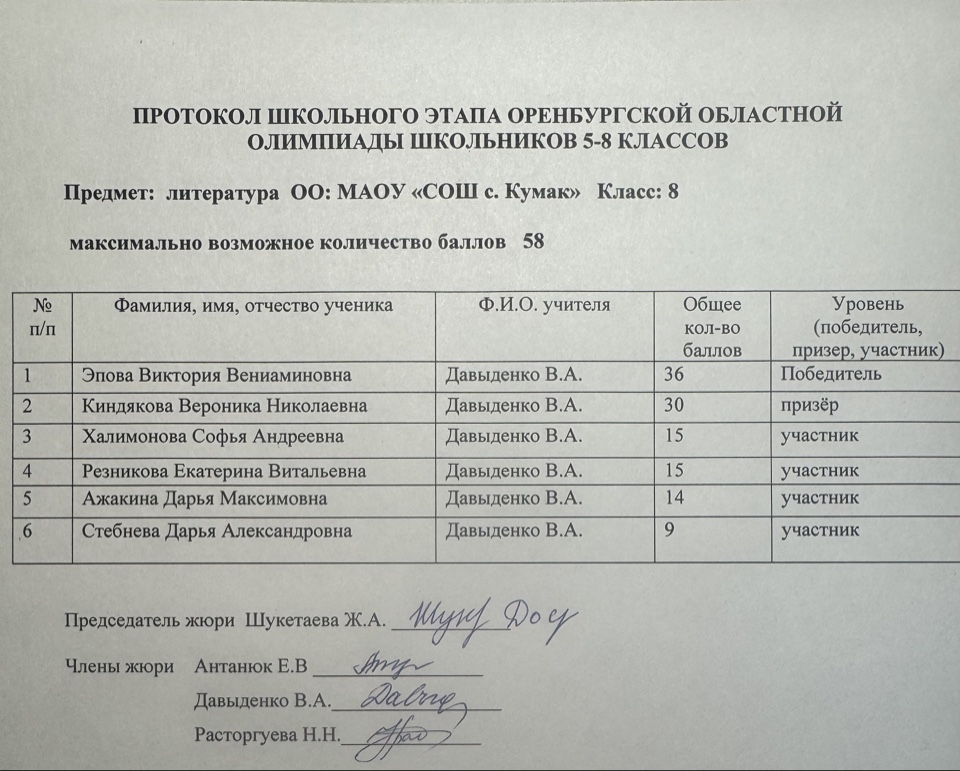 ПРОТОКОЛ ШКОЛЬНОГО ЭТАПА ОРЕНБУРГСКОЙ ОБЛАСТНОЙ
ОЛИМПИАДЫ ШКОЛЬНИКОВ 5-8 КЛАССОВ
Предмет: литература ОО: МАОУ «СОШ с. Кумак» Класс: 8
максимально возможное количество баллов 58
№ п/п Фамилия, имя, отчество ученика Ф.И.О. учителя Общее кол-во баллов Уровень (победитель, призер, участник)
1 Эпова Виктория Вениаминовна Давыденко В.А. 36 Победитель
2 Киндякова Вероника Николаевна Давыденко В.А. 30 призёр
3 Халимонова Софья Андреевна Давыденко В.А. 15 участник
4 Резникова Екатерина Витальевна Давыденко В.А. 15 участник
5 Ажакина Дарья Максимовна Давыденко В.А. 14 участник
6 Стебнева Дарья Александровна Давыденко В.А. 9 участник
Председатель жюри Шукетаева Ж.А.
Члены жюри Антанюк Е.В
Давыденко В.А.
Расторгуева Н.Н.